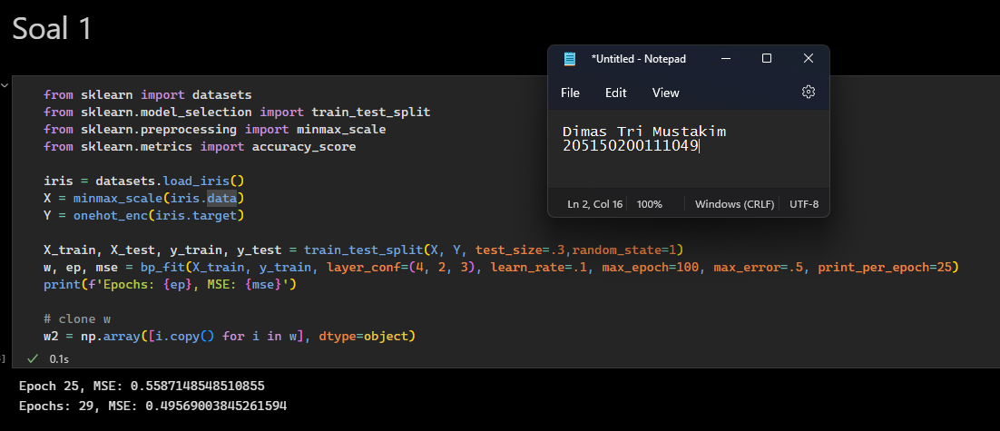 Soal 1
from sklearn import datasets
from sklearn.model_selection import train_test_split
from sklearn.preprocessing import minmax_scale
from sklearn.metrics import accuracy_score
iris = datasets.load_iris()
X = minmax_scale(iris.data)
Y = onehot_enc(iris.target)
X_train, X_test, y_train, y_test = train_test_split(X, Y, test_size=.3,random_state=1)
w, ep, mse = bp_fit(X_train, y_train, layer_conf=(4, 2, 3), learn_rate=.1, max_epoch=100, max_error=.5, print_per_epoch=25)
print(f'Epochs: {ep}, MSE: {mse}')
# clone w
w2 = np.array([i.copy() for i in w], dtype=object)
0.1s
Epoch 25, MSE: 0.5587148548510855
Epochs: 29, MSE: 0.49569003845261594
*Untitled - Notepad
File Edit View
Dimas Tri Mustakim
205150200111049
Ln 2, Col 16 100% Windows (CRLF) UTF-8